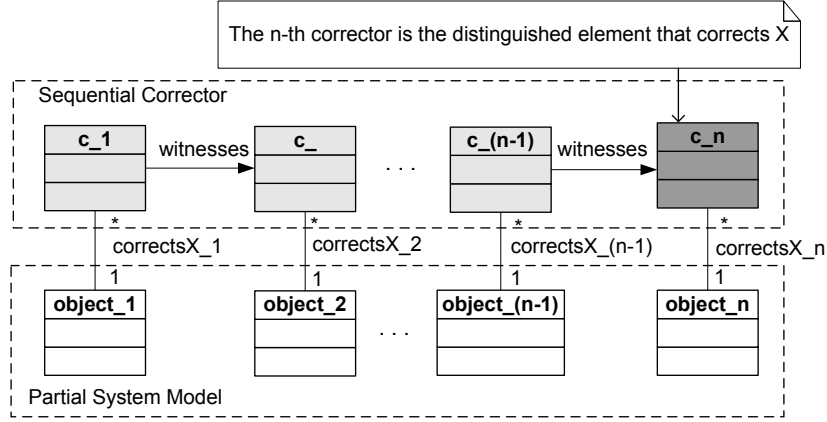 The n-th corrector is the distinguished element that corrects X
Sequential Corrector
c_1
witnesses
c_
. . .
c_(n-1)
witnesses
c_n
* * * *
correctsX_1 correctsX_2 correctsX_(n-1) correctsX_n
1 1 1 1
object_1 object_2 object_(n-1) object_n
. . .
Partial System Model